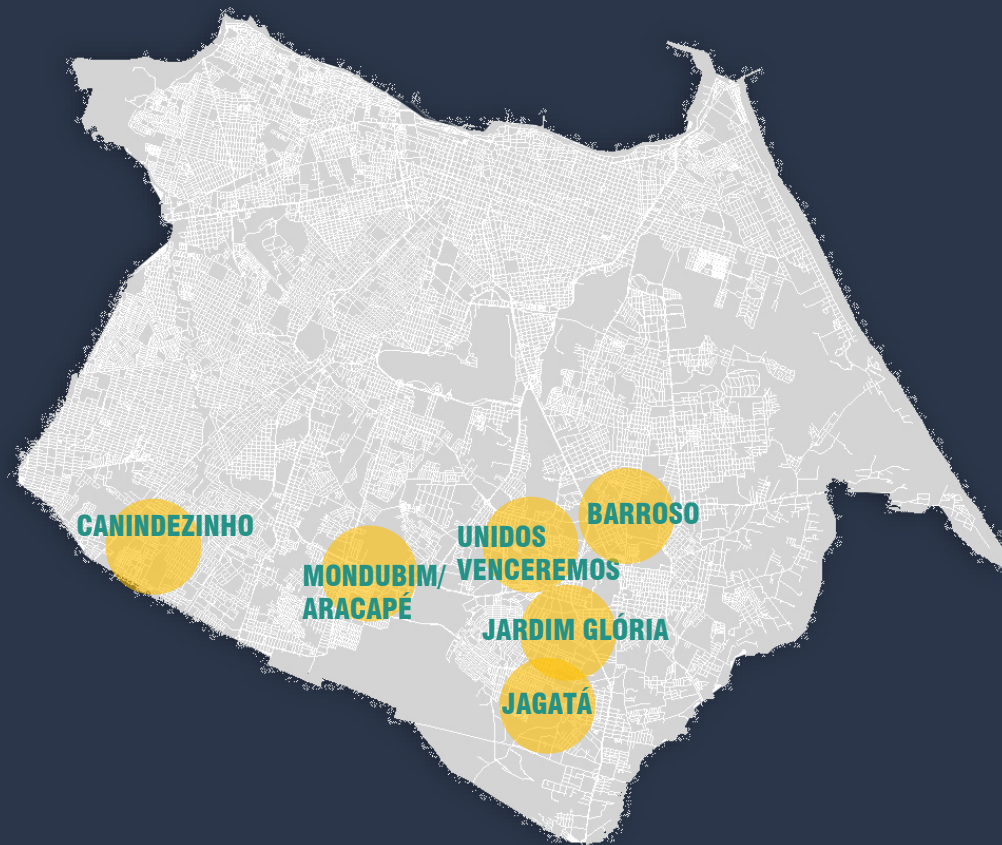 CANINDEZINHO
MONDUBIM/
ARACAPÉ
UNIDOS
VENCEREMOS
BARROSO
JARDIM GLÓRIA
JAGATÁ